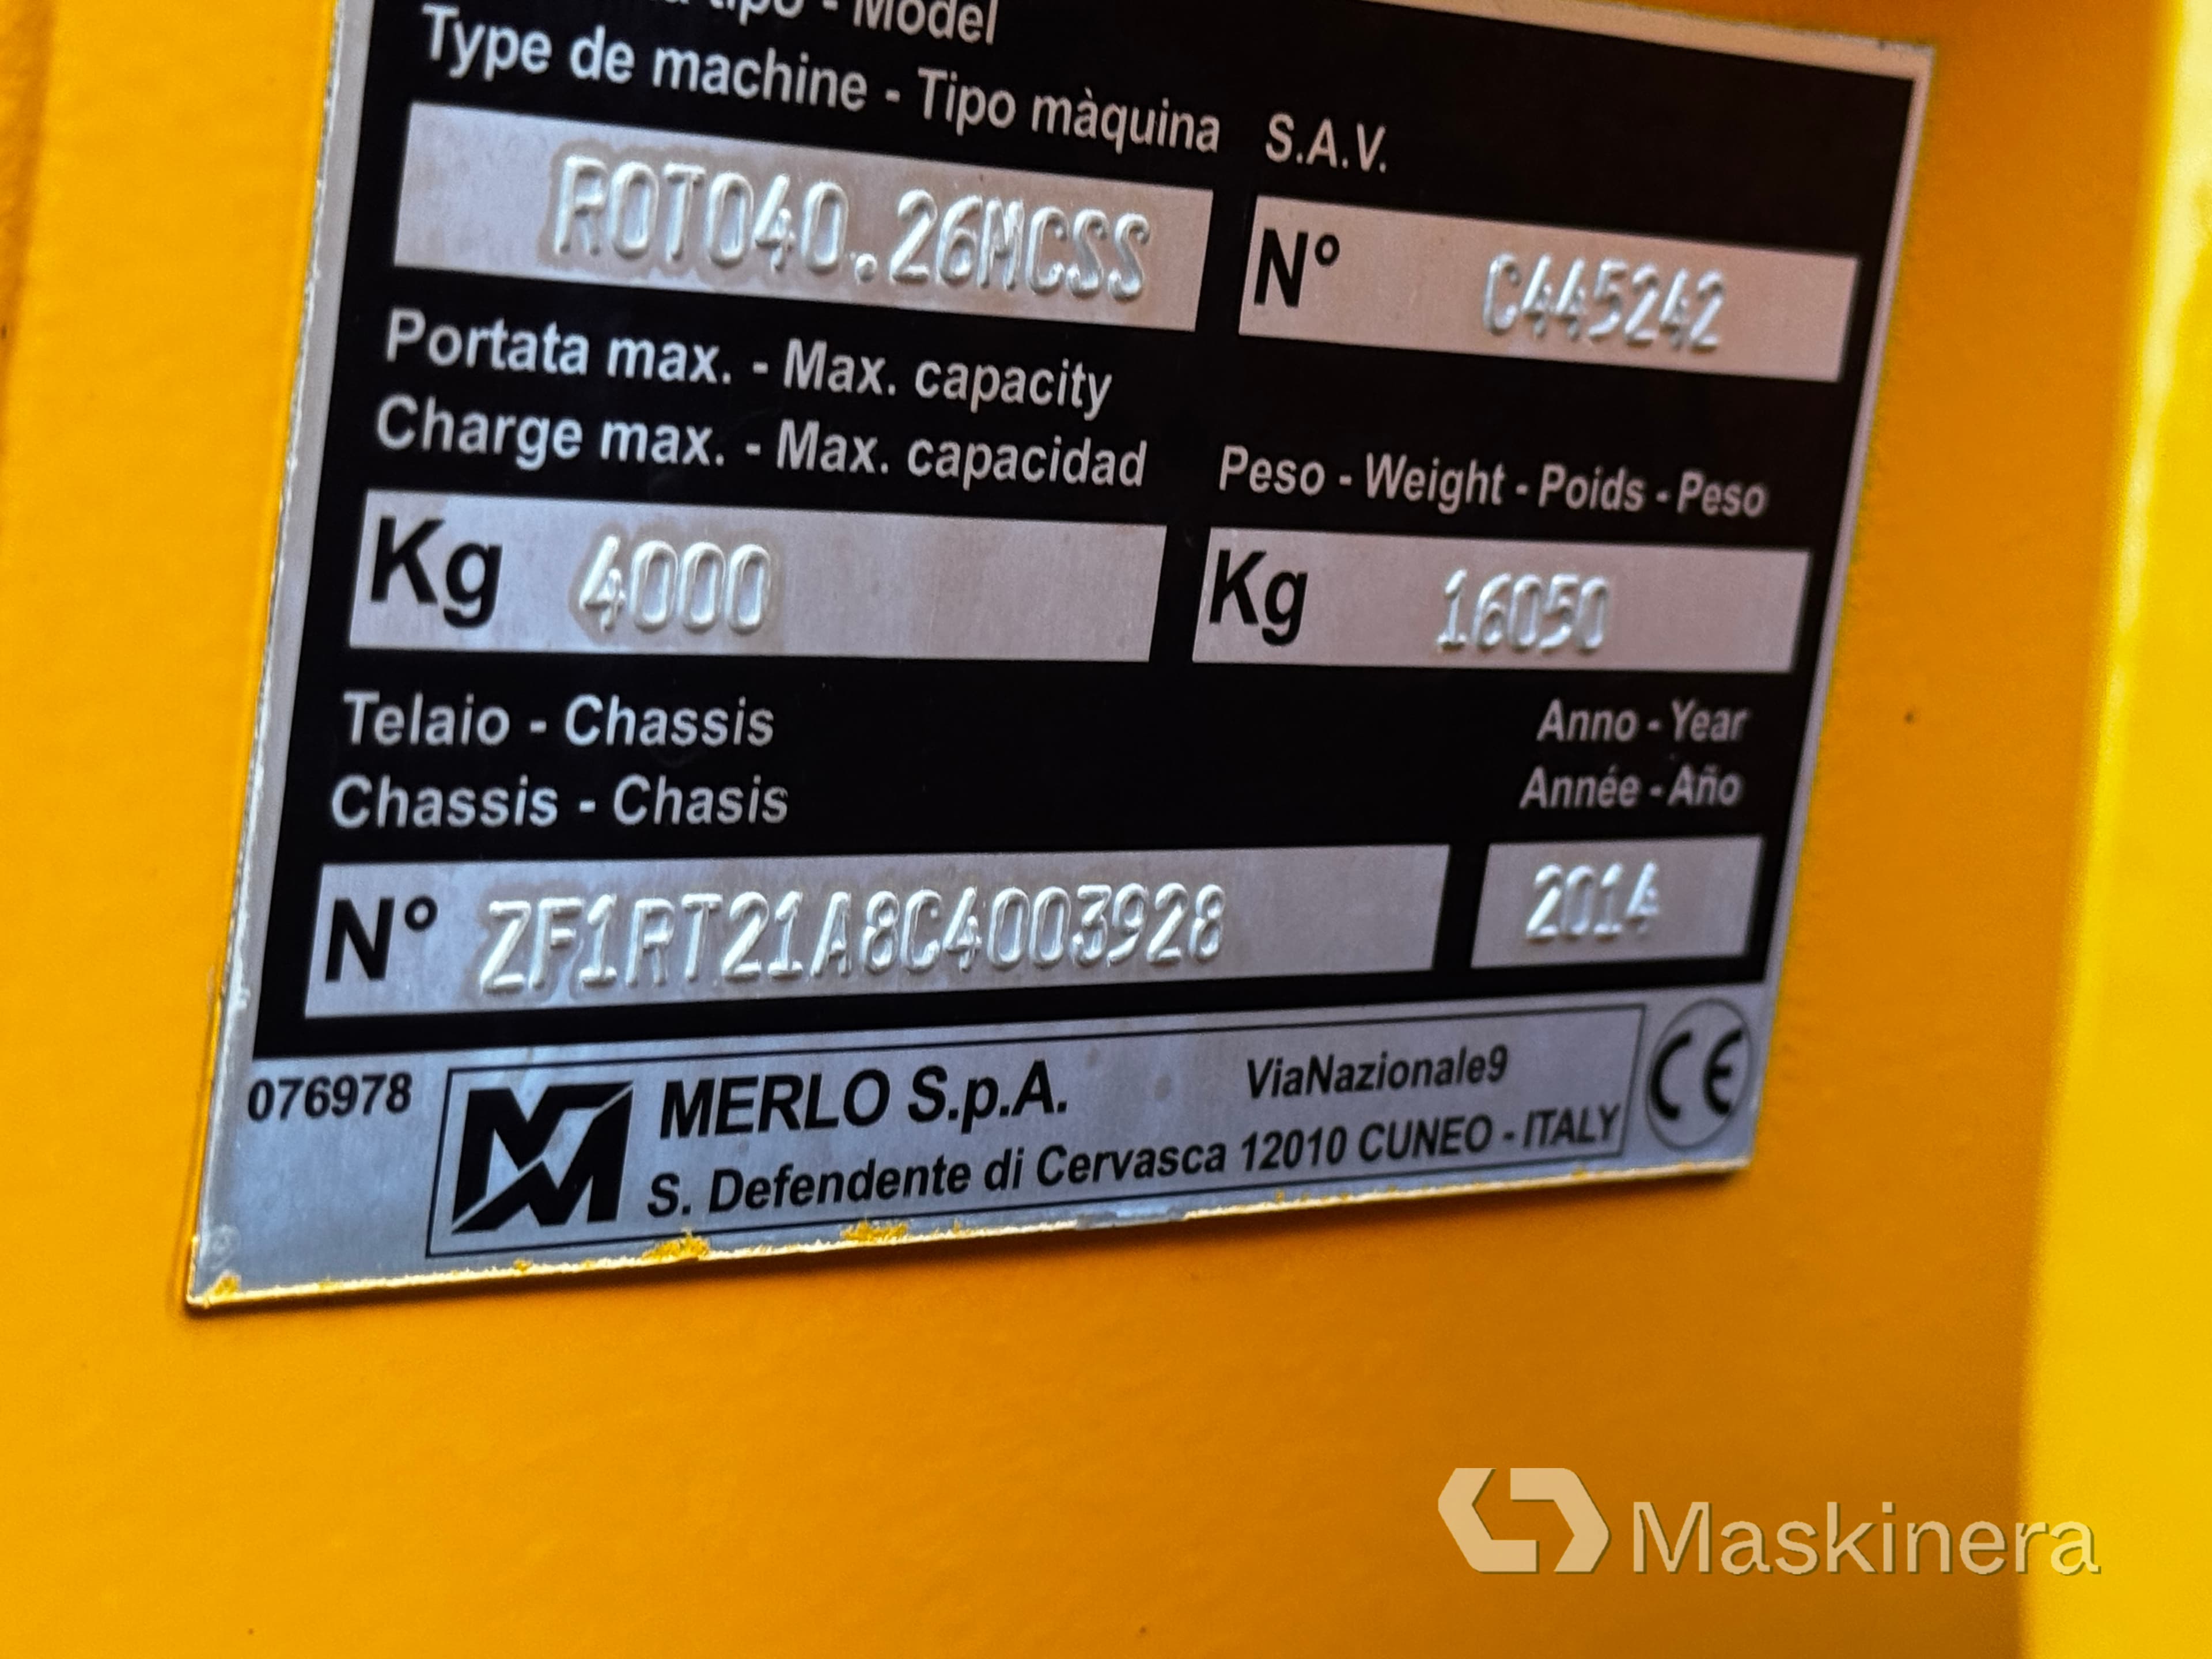 tipo - Model
Type de machine - Tipo màquina S.A.V.
ROTO40.26MCSS N° C445242
Portata max. - Max. capacity
Charge max. - Max. capacidad Peso - Weight - Poids - Peso
Kg 4000 Kg 16050
Telaio - Chassis Anno - Year
Chassis - Chasis Année - Año
N° ZF1RT21A8C4003928 2014
076978 MERLO S.p.A. ViaNazionale9 CE
S. Defendente di Cervasca 12010 CUNEO - ITALY
Maskinera